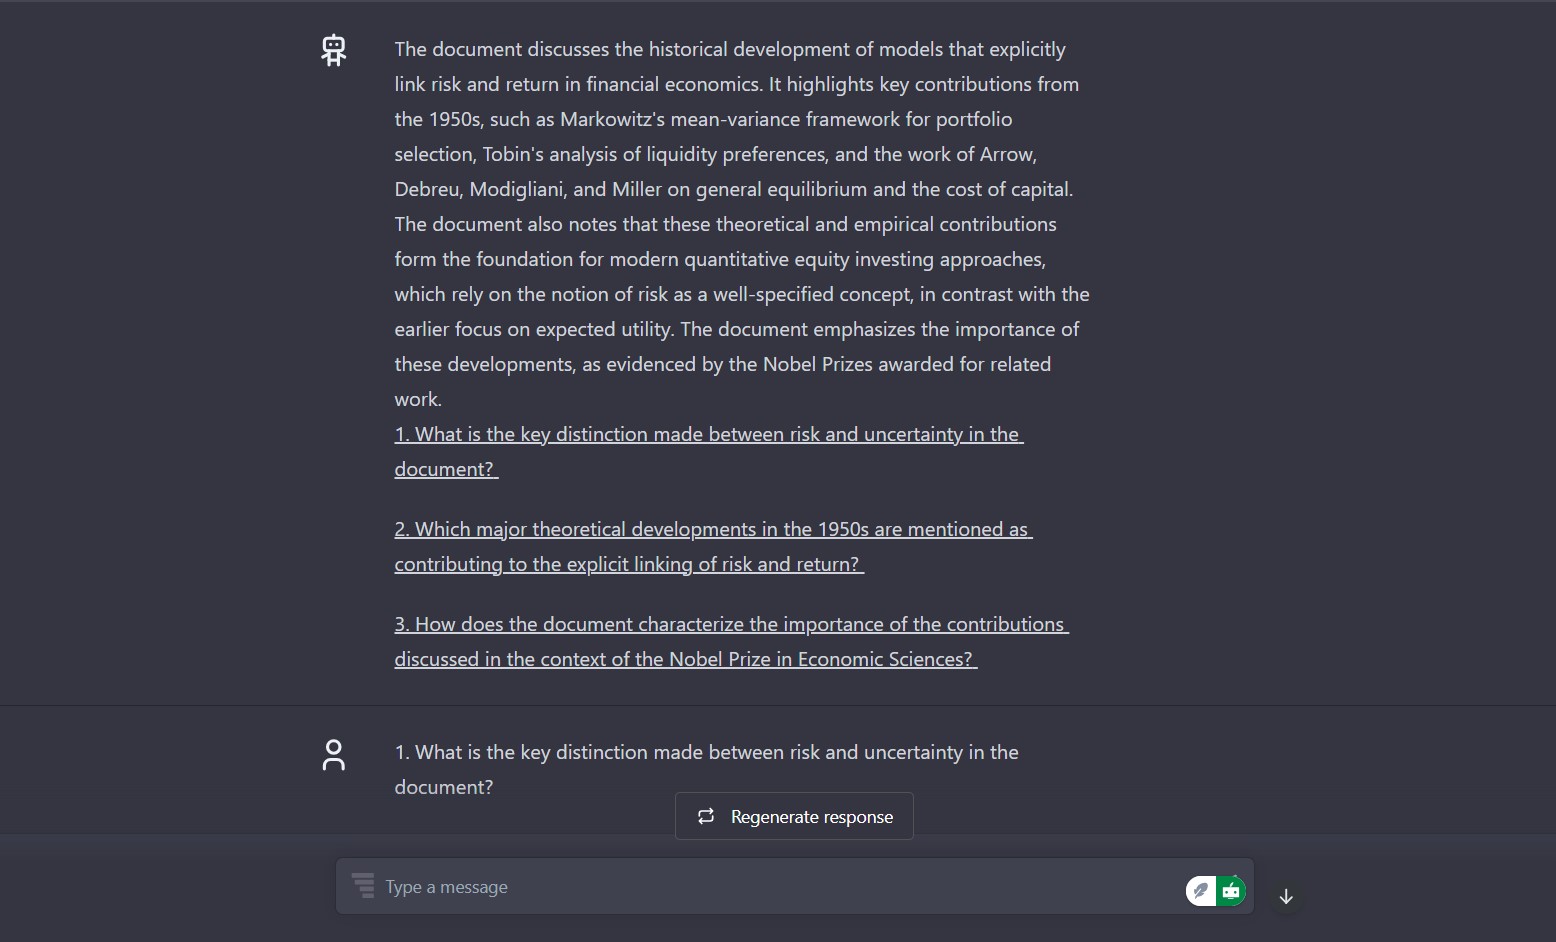 The document discusses the historical development of models that explicitly
link risk and return in financial economics. It highlights key contributions from
the 1950s, such as Markowitz's mean-variance framework for portfolio
selection, Tobin's analysis of liquidity preferences, and the work of Arrow,
Debreu, Modigliani, and Miller on general equilibrium and the cost of capital.
The document also notes that these theoretical and empirical contributions
form the foundation for modern quantitative equity investing approaches,
which rely on the notion of risk as a well-specified concept, in contrast with the
earlier focus on expected utility. The document emphasizes the importance of
these developments, as evidenced by the Nobel Prizes awarded for related
work.
1. What is the key distinction made between risk and uncertainty in the
document?
2. Which major theoretical developments in the 1950s are mentioned as
contributing to the explicit linking of risk and return?
3. How does the document characterize the importance of the contributions
discussed in the context of the Nobel Prize in Economic Sciences?
1. What is the key distinction made between risk and uncertainty in the
document?
Regenerate response
Type a message